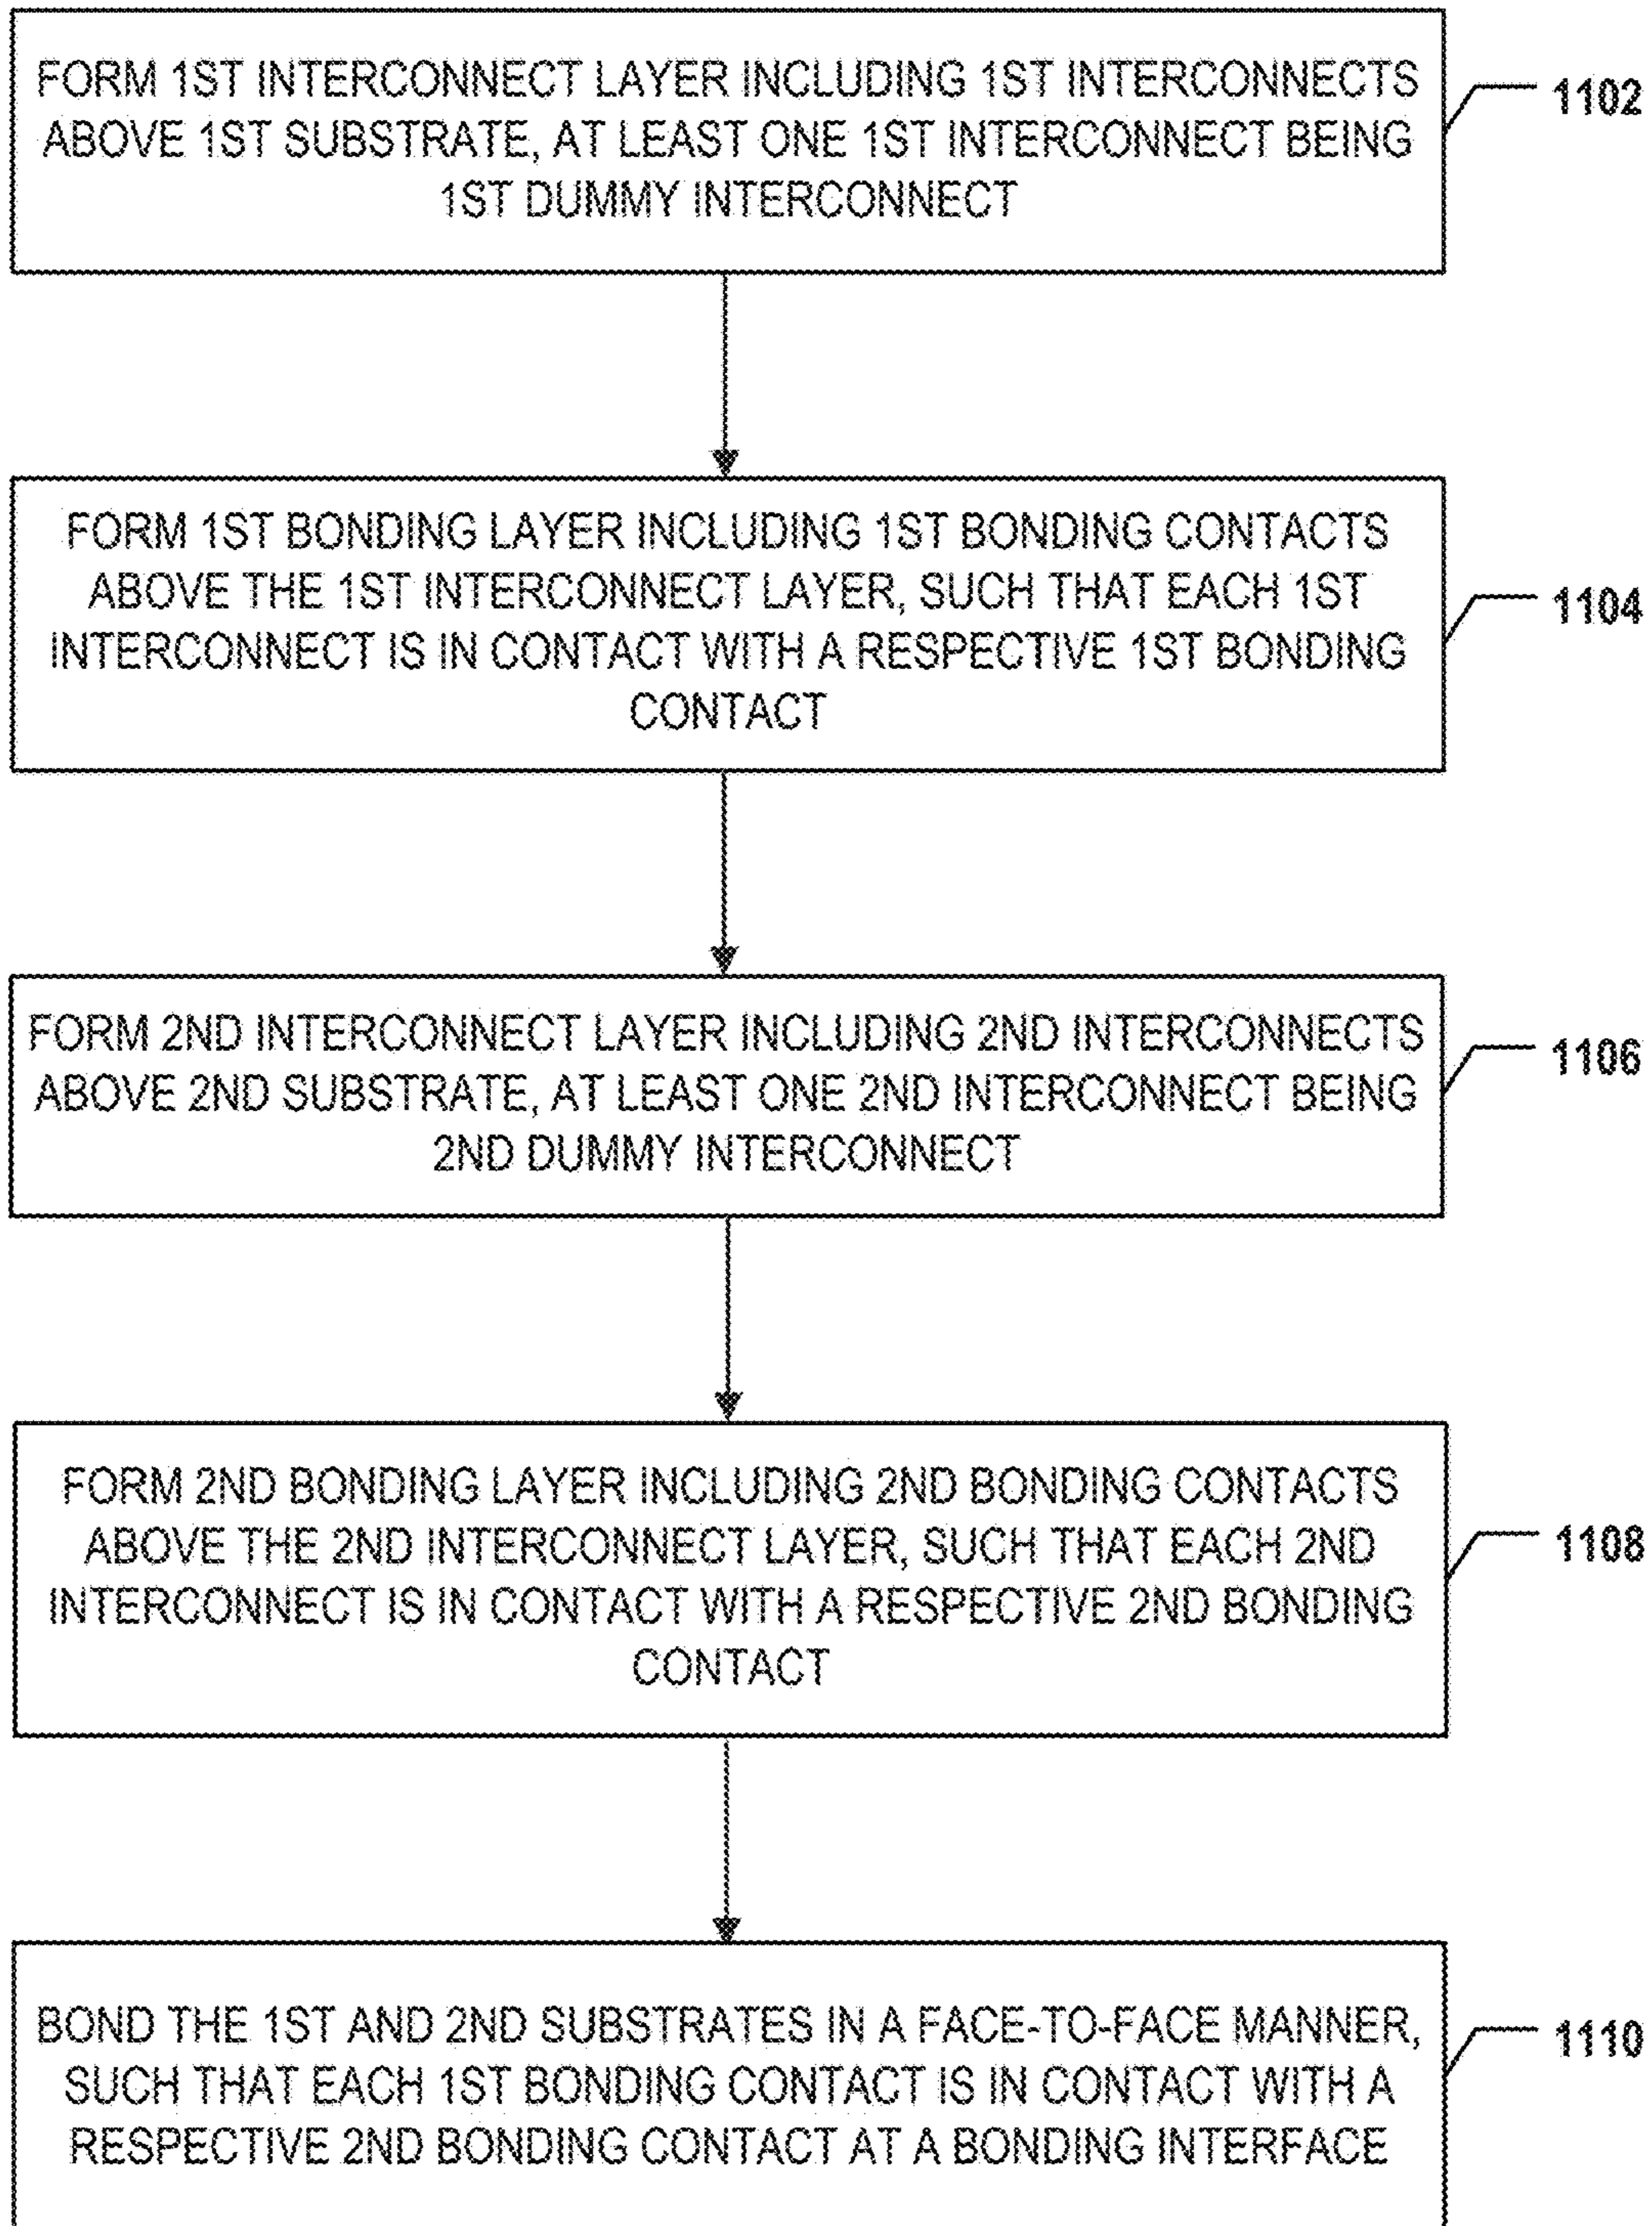 FORM 1ST INTERCONNECT LAYER INCLUDING 1ST INTERCONNECTS
ABOVE 1ST SUBSTRATE, AT LEAST ONE 1ST INTERCONNECT BEING
1ST DUMMY INTERCONNECT
1102
FORM 1ST BONDING LAYER INCLUDING 1ST BONDING CONTACTS
ABOVE THE 1ST INTERCONNECT LAYER, SUCH THAT EACH 1ST
INTERCONNECT IS IN CONTACT WITH A RESPECTIVE 1ST BONDING
CONTACT
1104
FORM 2ND INTERCONNECT LAYER INCLUDING 2ND INTERCONNECTS
ABOVE 2ND SUBSTRATE, AT LEAST ONE 2ND INTERCONNECT BEING
2ND DUMMY INTERCONNECT
1106
FORM 2ND BONDING LAYER INCLUDING 2ND BONDING CONTACTS
ABOVE THE 2ND INTERCONNECT LAYER, SUCH THAT EACH 2ND
INTERCONNECT IS IN CONTACT WITH A RESPECTIVE 2ND BONDING
CONTACT
1108
BOND THE 1ST AND 2ND SUBSTRATES IN A FACE-TO-FACE MANNER,
SUCH THAT EACH 1ST BONDING CONTACT IS IN CONTACT WITH A
RESPECTIVE 2ND BONDING CONTACT AT A BONDING INTERFACE
1110